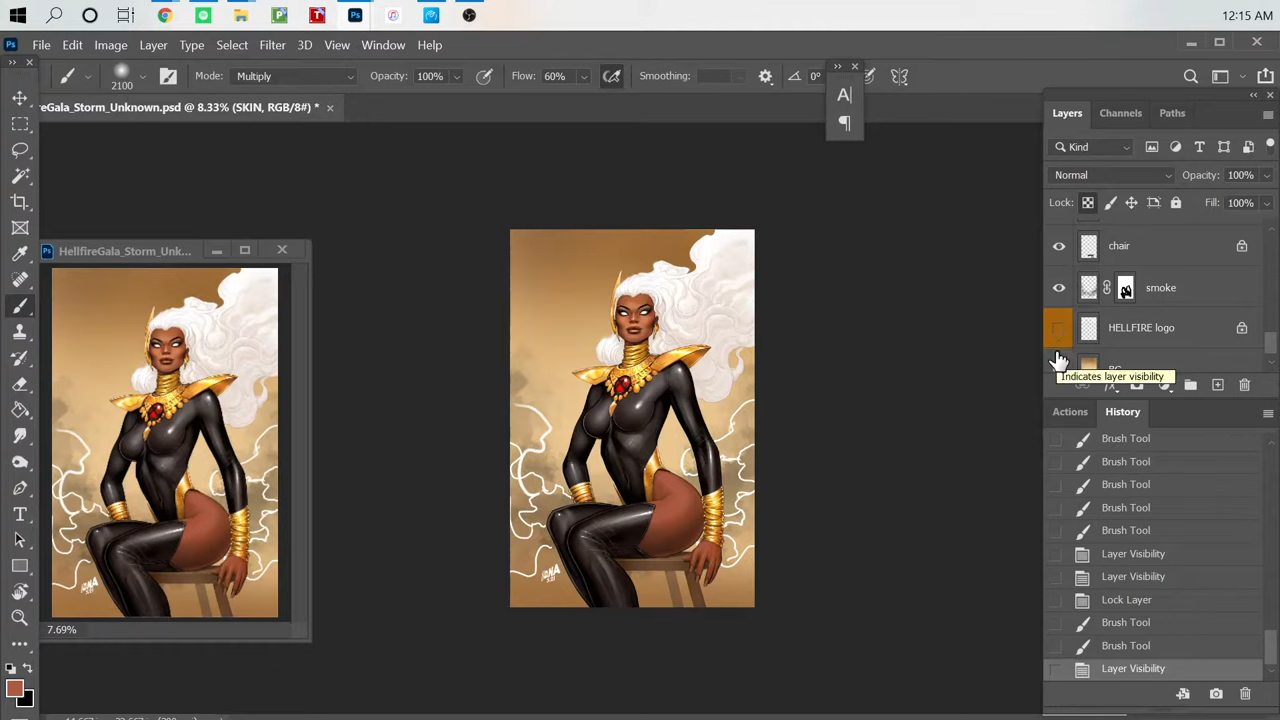 12:15 AM
Ps File Edit Image Layer Type Select Filter 3D View Window Help
2100 Mode: Multiply Opacity: 100% Flow: 60% Smoothing: 0°
reGala_Storm_Unknown.psd @ 8.33% (SKIN, RGB/8#) *
Layers Channels Paths
Kind
Normal Opacity: 100%
Lock: Fill: 100%
chair
Ps HellfireGala_Storm_Unk...
smoke
HELLFIRE logo
Indicates layer visibility
Actions History
Brush Tool
Brush Tool
Brush Tool
Brush Tool
Brush Tool
Layer Visibility
Layer Visibility
Lock Layer
Brush Tool
Brush Tool
Layer Visibility
7.69%